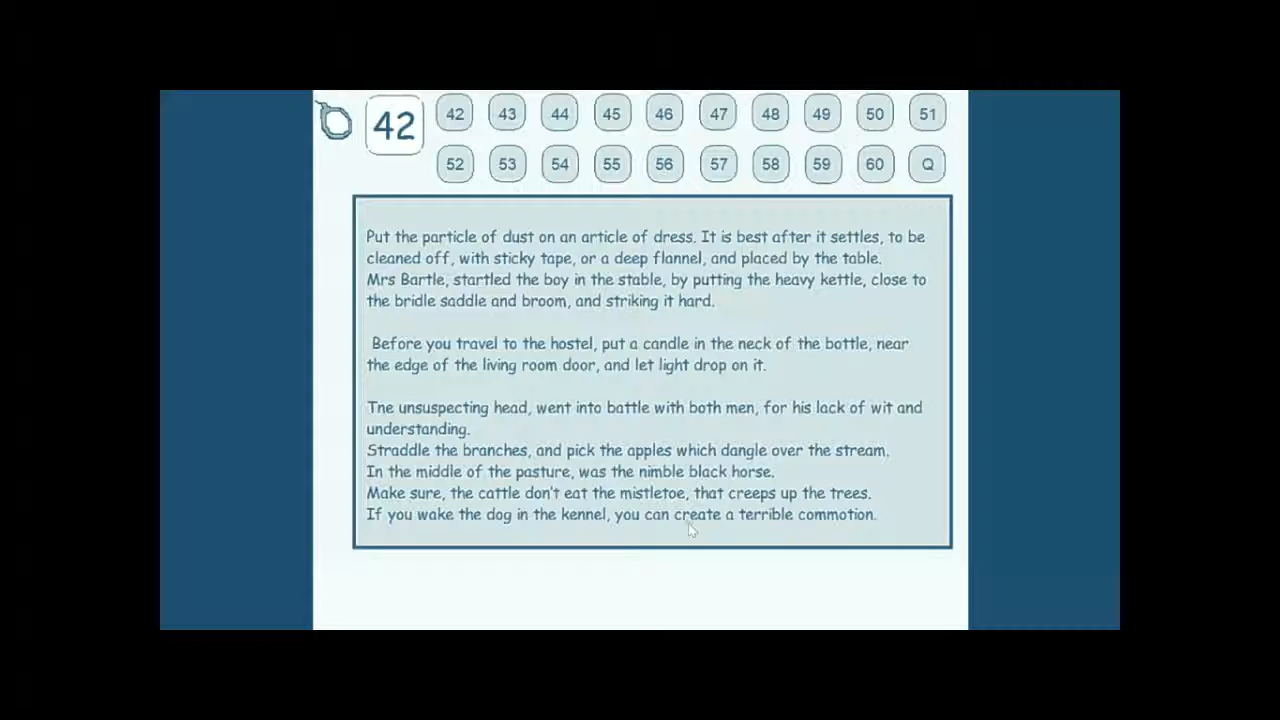 42
42 43 44 45 46 47 48 49 50 51
52 53 54 55 56 57 58 59 60 Q
Put the particle of dust on an article of dress. It is best after it settles, to be
cleaned off, with sticky tape, or a deep flannel, and placed by the table.
Mrs Bartle, startled the boy in the stable, by putting the heavy kettle, close to
the bridle saddle and broom, and striking it hard.
Before you travel to the hostel, put a candle in the neck of the bottle, near
the edge of the living room door, and let light drop on it.
The unsuspecting head, went into battle with both men, for his lack of wit and
understanding.
Straddle the branches, and pick the apples which dangle over the stream.
In the middle of the pasture, was the nimble black horse.
Make sure, the cattle don't eat the mistletoe, that creeps up the trees.
If you wake the dog in the kennel, you can create a terrible commotion.